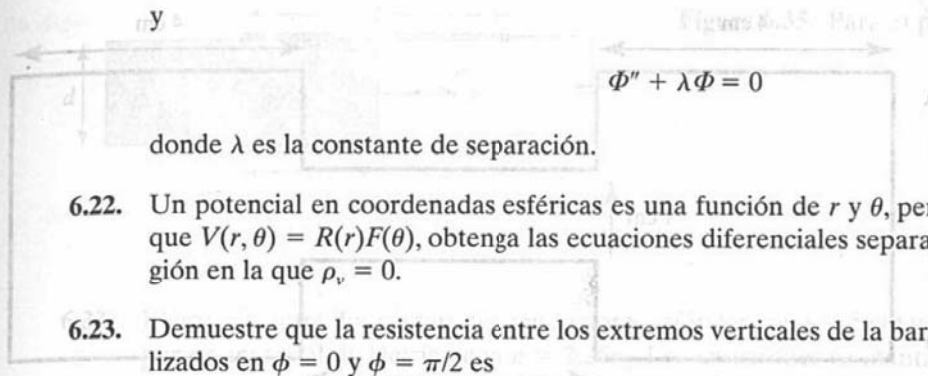 y
Φ″ + λΦ = 0
donde λ es la constante de separación.
6.22. Un potencial en coordenadas esféricas es una función de r y θ, per
que V(r, θ) = R(r)F(θ), obtenga las ecuaciones diferenciales separa
gión en la que ρᵥ = 0.
6.23. Demuestre que la resistencia entre los extremos verticales de la bar
lizados en ϕ = 0 y ϕ = π/2 es